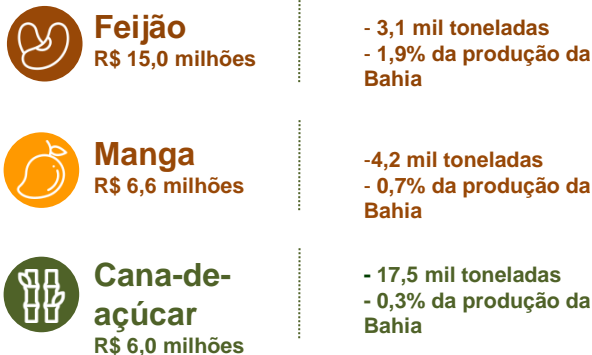 Feijão
R$ 15,0 milhões
- 3,1 mil toneladas
- 1,9% da produção da
Bahia
Manga
R$ 6,6 milhões
-4,2 mil toneladas
- 0,7% da produção da
Bahia
Cana-de-
açúcar
R$ 6,0 milhões
- 17,5 mil toneladas
- 0,3% da produção da
Bahia